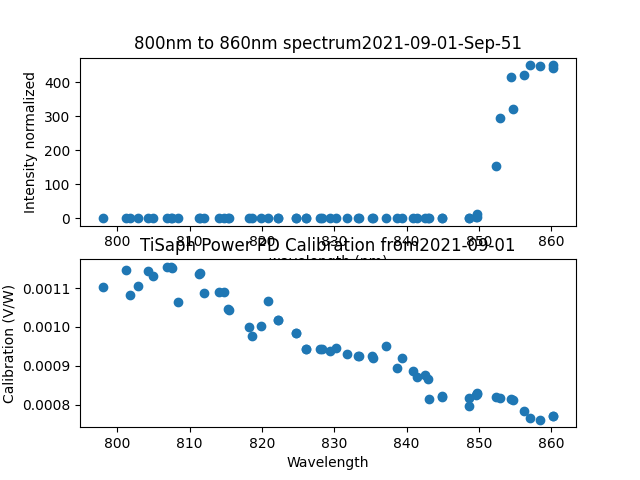 800nm to 860nm spectrum2021-09-01-Sep-51
400
300
200
100
0
Intensity normalized
800 810 820 830 840 850 860
wavelength (nm)
TiSaph Power PD Calibration from2021-09-01
0.0011
0.0010
0.0009
0.0008
Calibration (V/W)
800 810 820 830 840 850 860
Wavelength